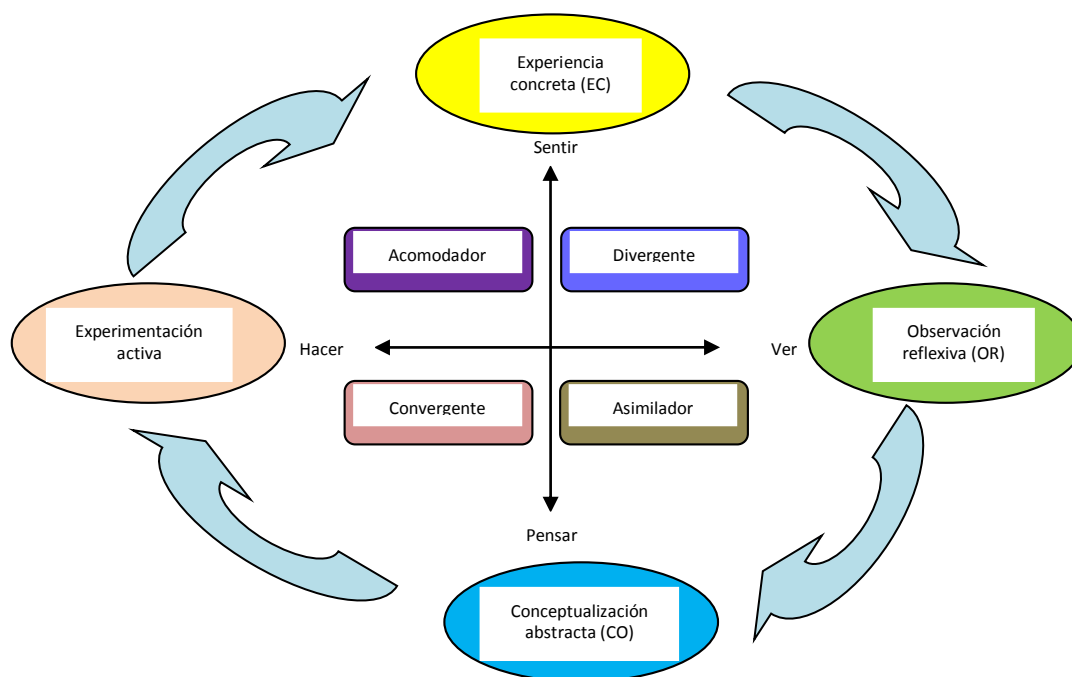 Experiencia
concreta (EC)
Sentir
Acomodador
Divergente
Experimentación
activa
Hacer
Ver
Observación
reflexiva (OR)
Convergente
Asimilador
Pensar
Conceptualización
abstracta (CO)